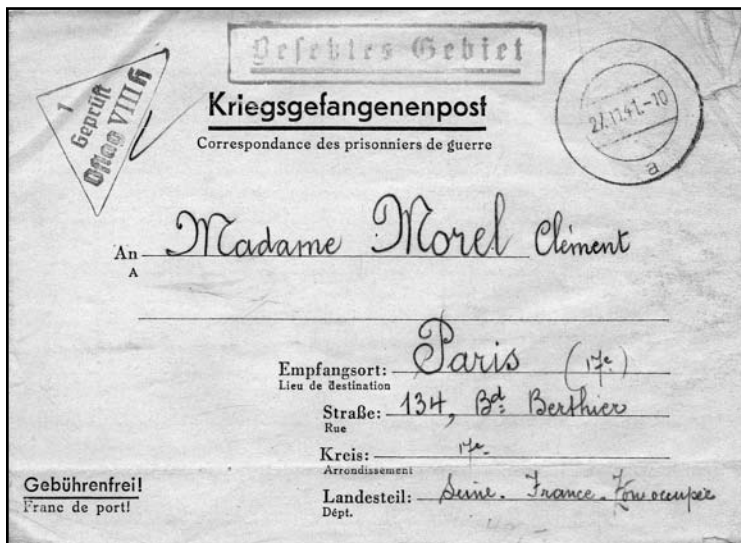 Besetztes Gebiet
1
Geprüft
Oflag VIII H
27.11.41.-10
a
Kriegsgefangenenpost
Correspondance des prisonniers de guerre
An Madame Morel Clément
A
Empfangsort: Paris (17e)
Lieu de destination
Straße: 134, Bd. Berthier
Rue
Kreis: 17e.
Arrondissement
Gebührenfrei!
Franc de port!
Landesteil: Seine. France. Zone occupée
Dépt.